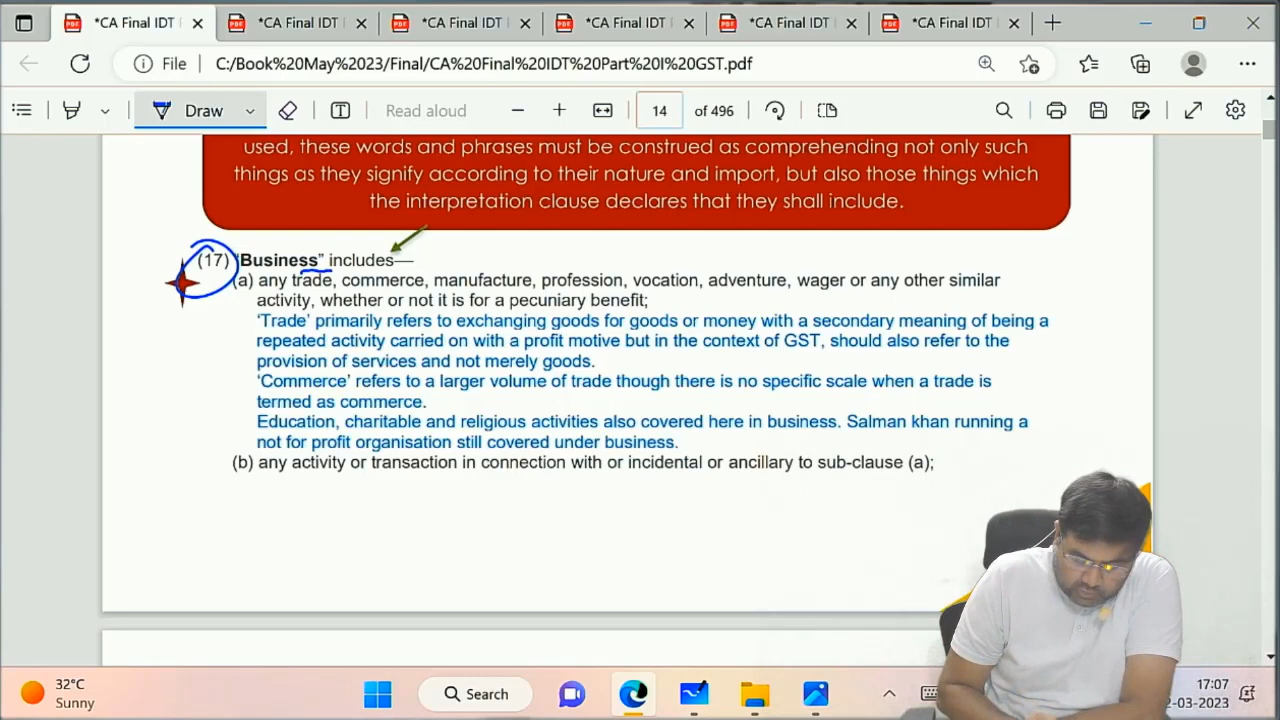 *CA Final IDT
*CA Final IDT
*CA Final IDT
*CA Final IDT
*CA Final IDT
*CA Final IDT
File
C:/Book%20May%2023/Final/CA%20Final%20IDT%20Part%20I%20GST.pdf
Draw
Read aloud
14
of 496
used, these words and phrases must be construed as comprehending not only such
things as they signify according to their nature and import, but also those things which
the interpretation clause declares that they shall include.
(17) "Business" includes—
(a) any trade, commerce, manufacture, profession, vocation, adventure, wager or any other similar
activity, whether or not it is for a pecuniary benefit;
‘Trade’ primarily refers to exchanging goods for goods or money with a secondary meaning of being a
repeated activity carried on with a profit motive but in the context of GST, should also refer to the
provision of services and not merely goods.
‘Commerce’ refers to a larger volume of trade though there is no specific scale when a trade is
termed as commerce.
Education, charitable and religious activities also covered here in business. Salman khan running a
not for profit organisation still covered under business.
(b) any activity or transaction in connection with or incidental or ancillary to sub-clause (a);
32°C
Sunny
Search
17:07
2-03-2023